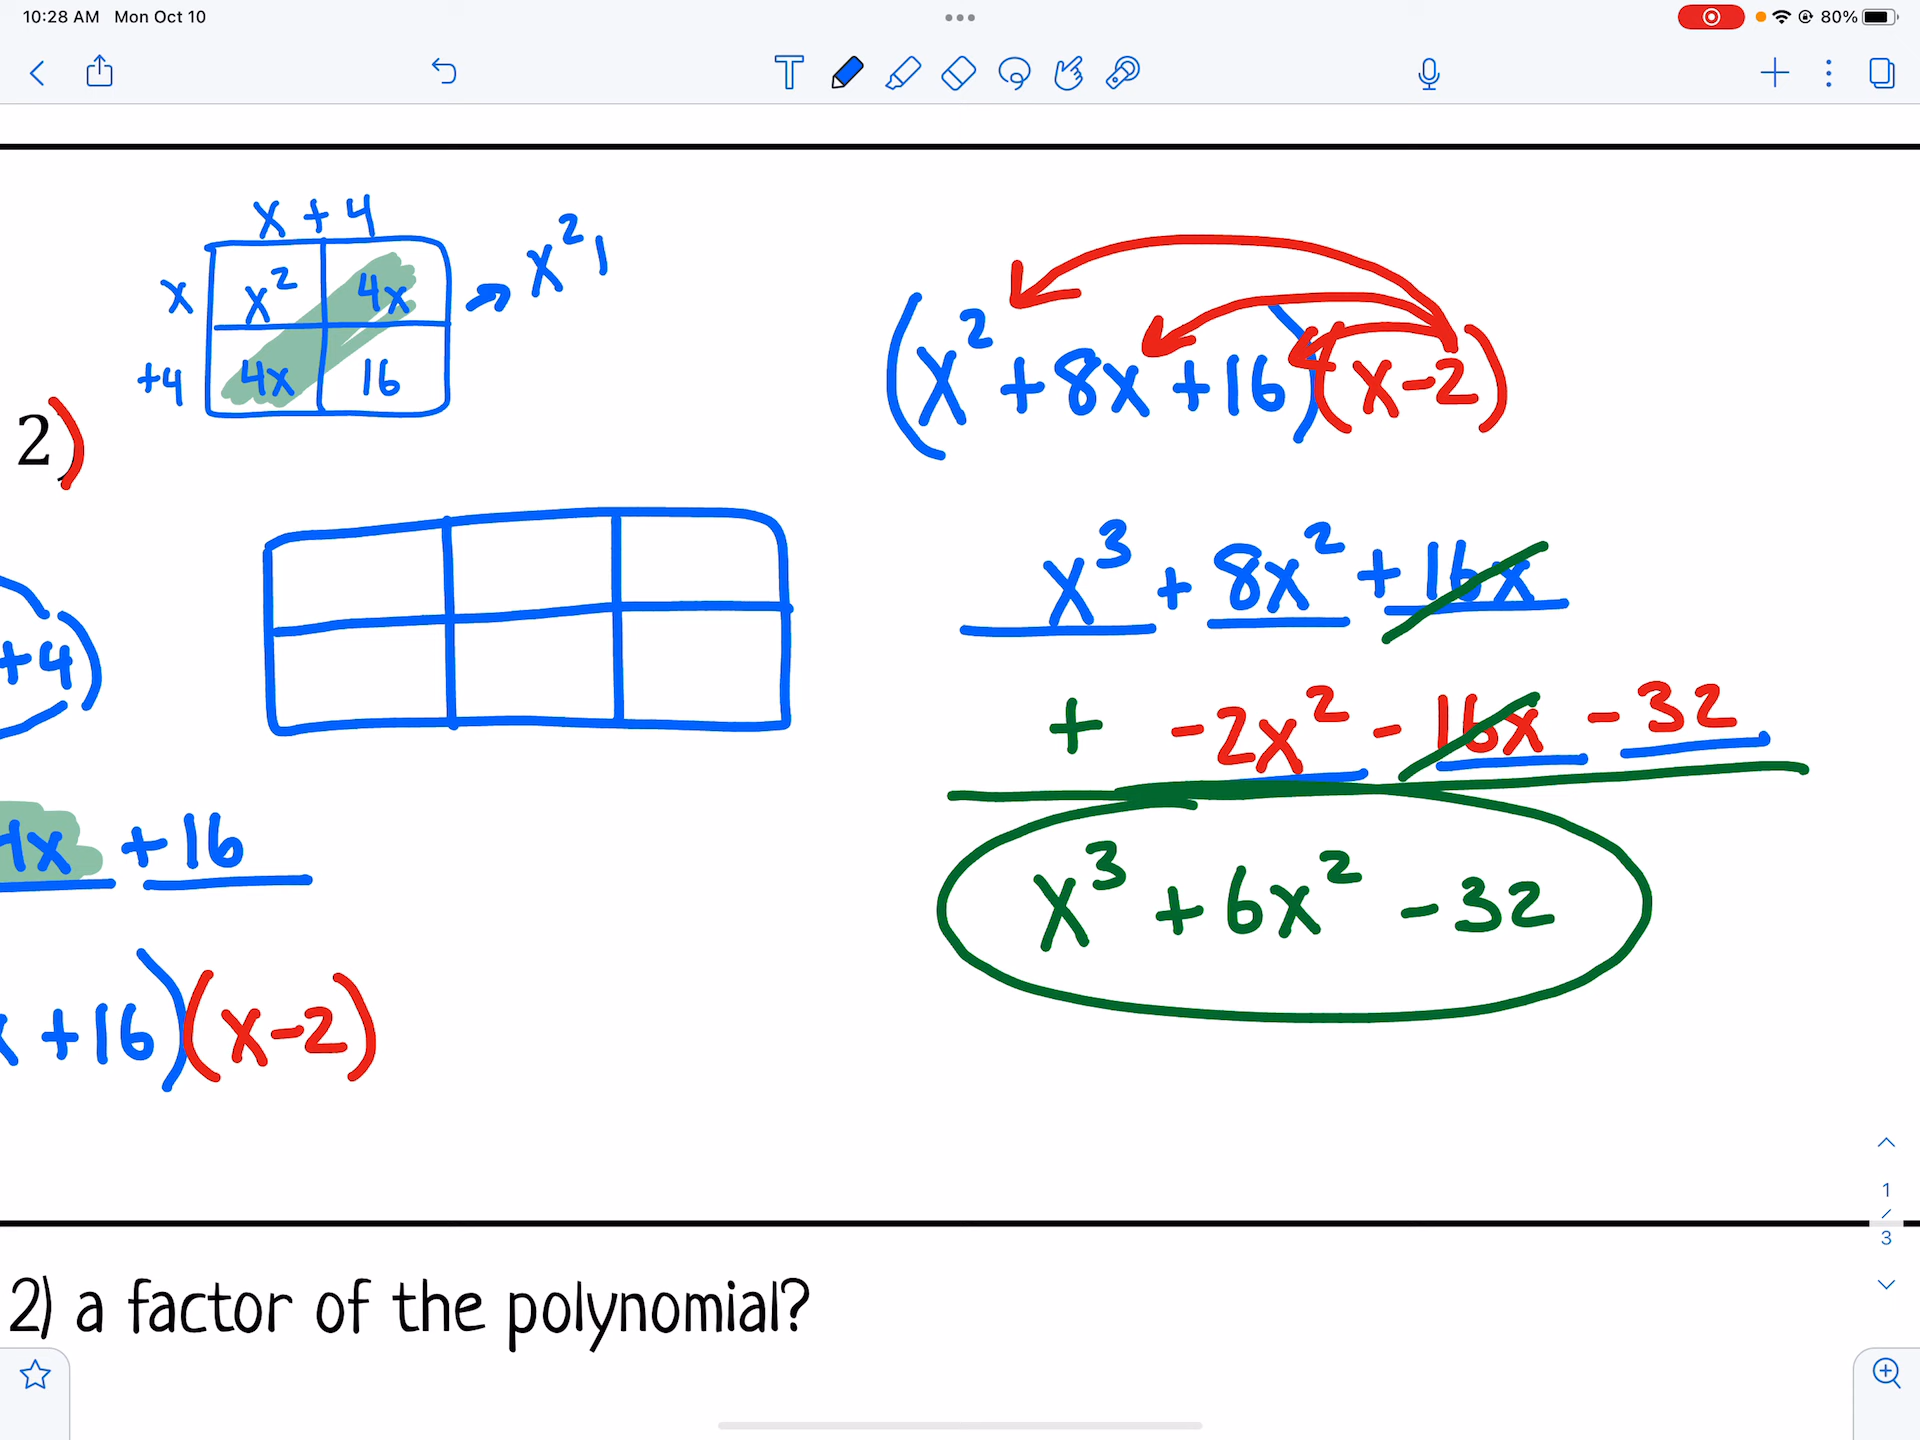 10:28 AM Mon Oct 10
80%
x + 4
x x² 4x → x²
+4 4x 16
2)
(x² +8x +16)(x-2)
x³ + 8x² + 16x
+4)
+ -2x² - 16x - 32
4x +16
x³ + 6x² - 32
x +16)(x-2)
1
/
3
2) a factor of the polynomial?